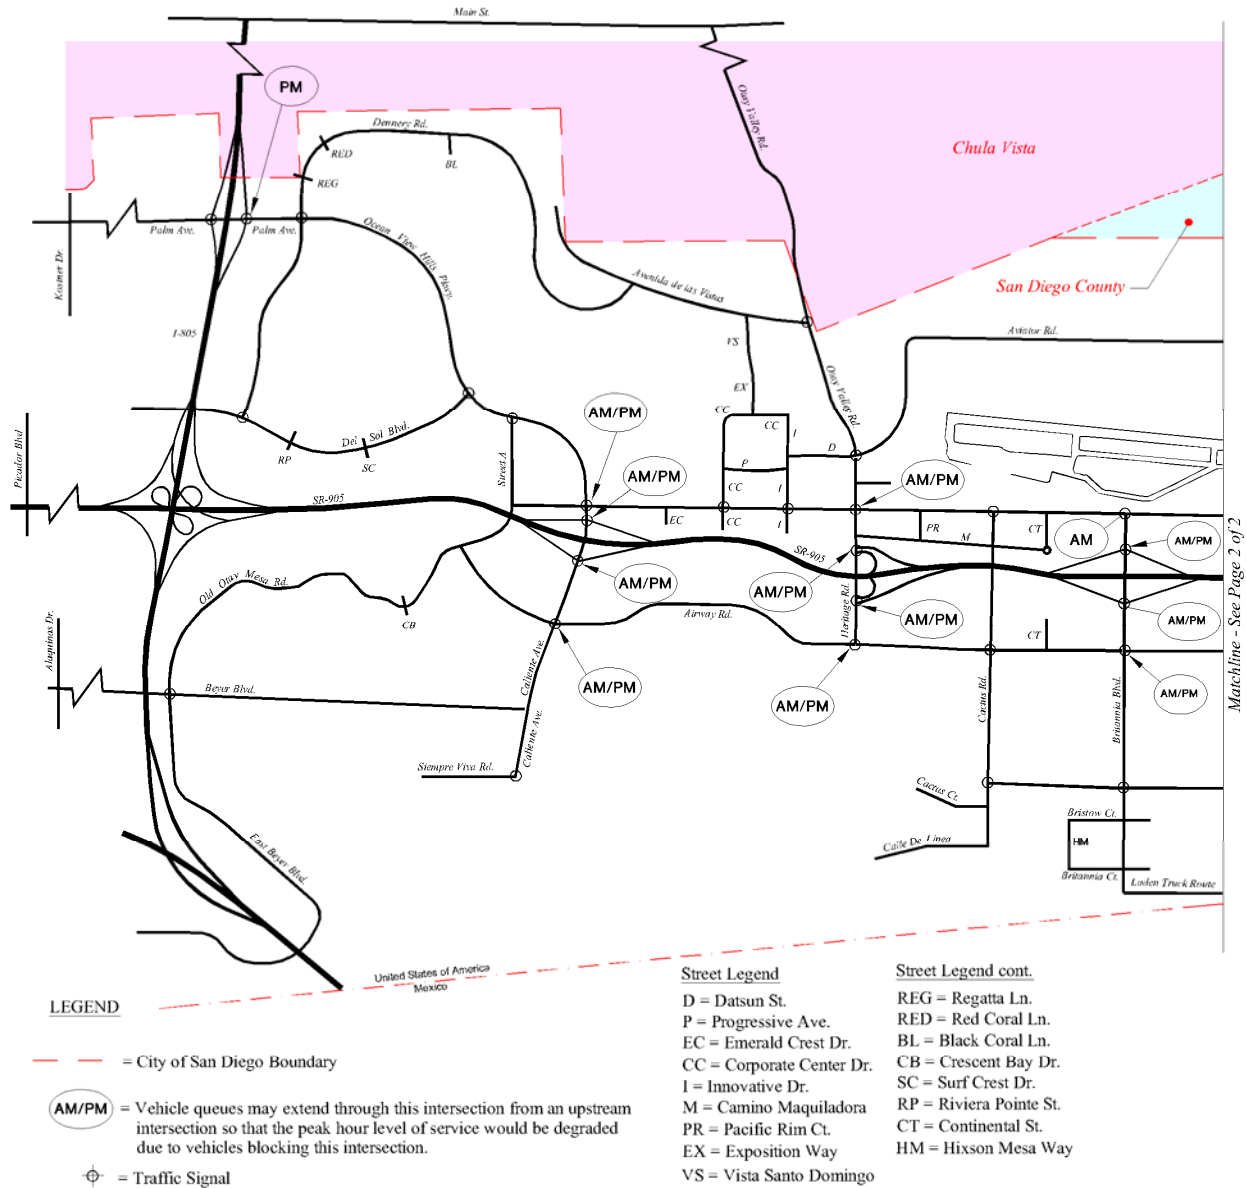 Main St.
PM
Otay Valley Rd.
Dennery Rd.
RED
BL
Chula Vista
REG
Palm Ave.
Palm Ave.
Ocean View Hills Pkwy.
Kostner Dr.
Avenida de las Vistas
San Diego County
I-805
VS
Aviator Rd.
EX
Otay Valley Rd
CC
AM/PM
CC
I
Picador Blvd
Del Sol Blvd.
RP
SC
D
P
Street A
AM/PM
AM/PM
CC
I
SR-905
EC
CC
I
PR
M
CT
AM
AM/PM
SR-905
Matchline - See Page 2 of 2
Old Otay Mesa Rd.
AM/PM
AM/PM
CB
Airway Rd.
Heritage Rd.
AM/PM
AM/PM
CT
Alaquinas Dr.
Beyer Blvd.
Caliente Ave.
AM/PM
AM/PM
AM/PM
Cactus Rd.
Britannia Blvd.
Caliente Ave.
Siempre Viva Rd.
Cactus Ct.
Bristow Ct.
HM
Calle De Linea
East Beyer Blvd.
Britannia Ct.
Loden Truck Route
United States of America
Mexico
LEGEND
= City of San Diego Boundary
AM/PM = Vehicle queues may extend through this intersection from an upstream
intersection so that the peak hour level of service would be degraded
due to vehicles blocking this intersection.
= Traffic Signal
Street Legend
D = Datsun St.
P = Progressive Ave.
EC = Emerald Crest Dr.
CC = Corporate Center Dr.
I = Innovative Dr.
M = Camino Maquiladora
PR = Pacific Rim Ct.
EX = Exposition Way
VS = Vista Santo Domingo
Street Legend cont.
REG = Regatta Ln.
RED = Red Coral Ln.
BL = Black Coral Ln.
CB = Crescent Bay Dr.
SC = Surf Crest Dr.
RP = Riviera Pointe St.
CT = Continental St.
HM = Hixson Mesa Way